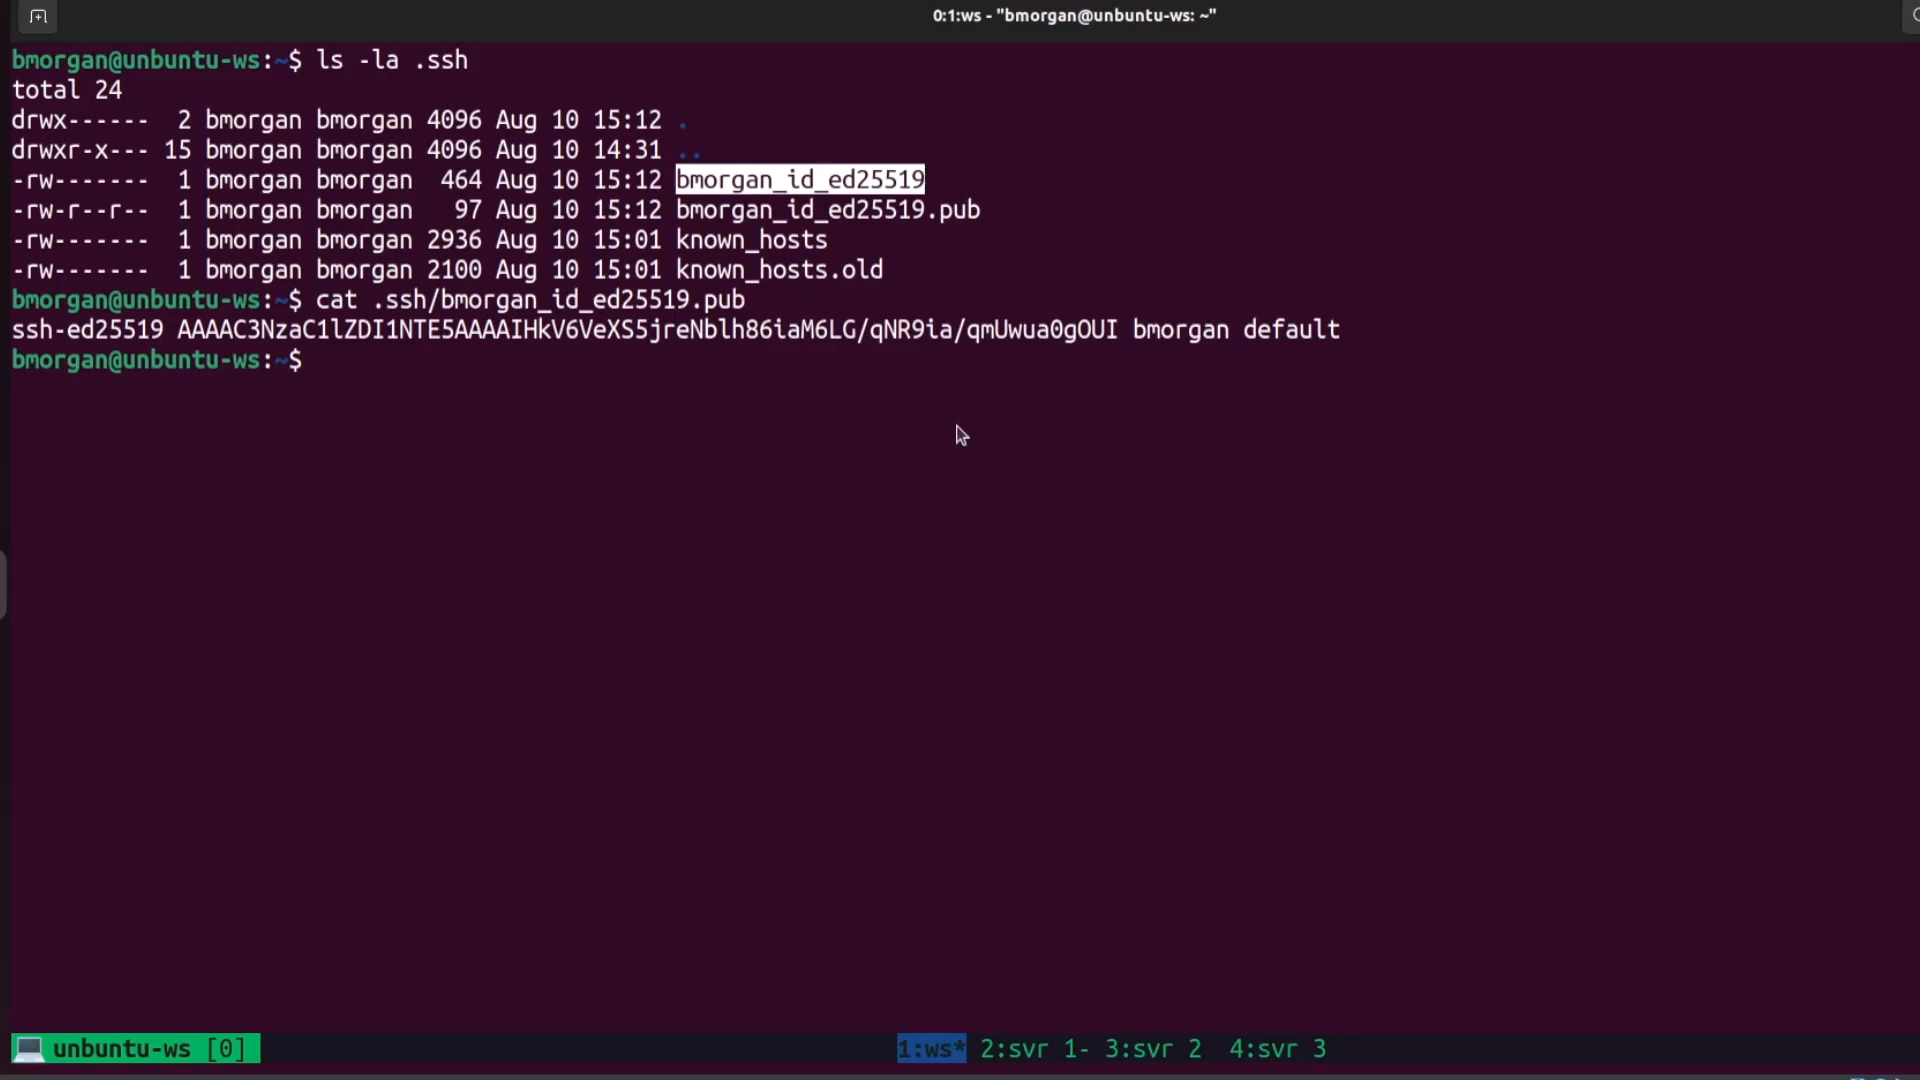 0:1:ws - "bmorgan@unbuntu-ws: ~"
bmorgan@unbuntu-ws:~$ ls -la .ssh
total 24
drwx------  2 bmorgan bmorgan 4096 Aug 10 15:12 .
drwxr-x--- 15 bmorgan bmorgan 4096 Aug 10 14:31 ..
-rw-------  1 bmorgan bmorgan  464 Aug 10 15:12 bmorgan_id_ed25519
-rw-r--r--  1 bmorgan bmorgan   97 Aug 10 15:12 bmorgan_id_ed25519.pub
-rw-------  1 bmorgan bmorgan 2936 Aug 10 15:01 known_hosts
-rw-------  1 bmorgan bmorgan 2100 Aug 10 15:01 known_hosts.old
bmorgan@unbuntu-ws:~$ cat .ssh/bmorgan_id_ed25519.pub
ssh-ed25519 AAAAC3NzaC1lZDI1NTE5AAAAIHkV6VeXS5jreNblh86iaM6LG/qNR9ia/qmUwua0gOUI bmorgan default
bmorgan@unbuntu-ws:~$
unbuntu-ws [0] 1:ws* 2:svr 1- 3:svr 2  4:svr 3